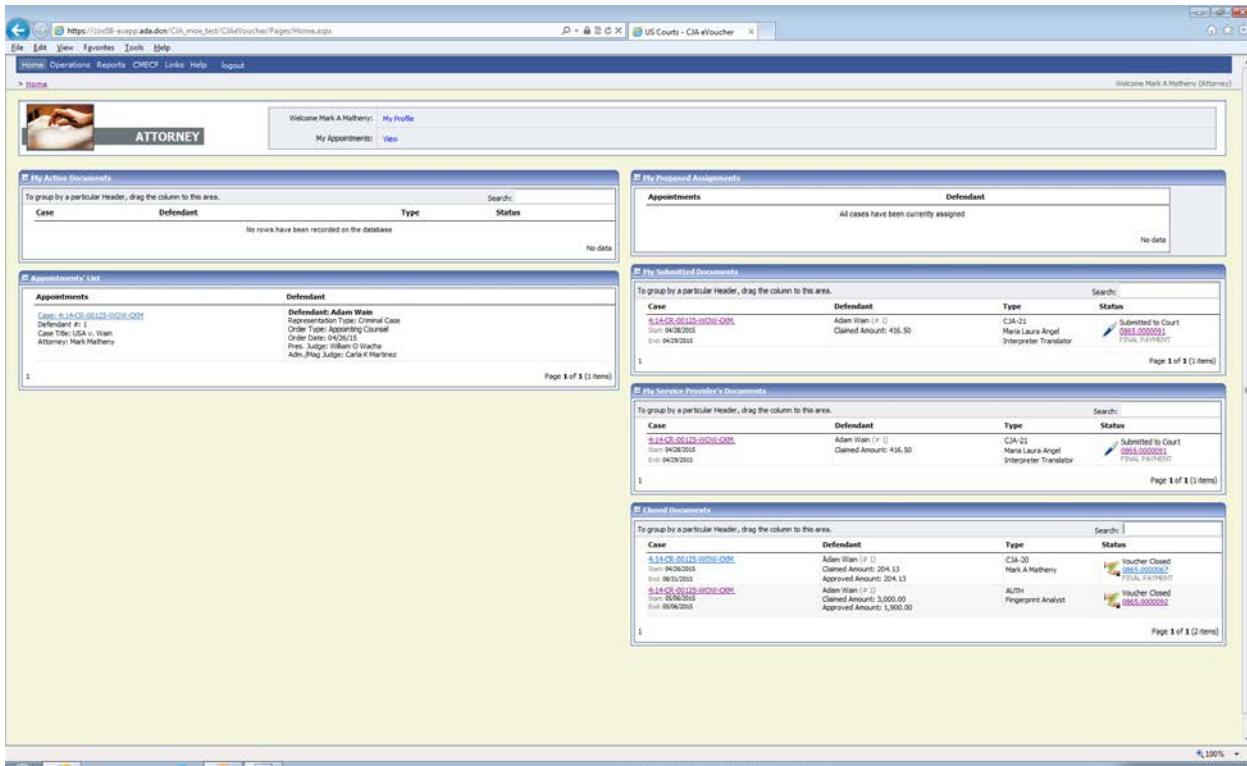 https://circ08-evapp.ada.dcn/CJA_moe_test/CJAeVoucher/Pages/Home.aspx
US Courts - CJA eVoucher
File Edit View Favorites Tools Help
Home Operations Reports CMECF Links Help logout
> Home
Welcome Mark A Matheny (Attorney)
ATTORNEY
Welcome Mark A Matheny: My Profile
My Appointments: View
My Active Documents
To group by a particular Header, drag the column to this area. Search:
Case Defendant Type Status
No rows have been recorded on the database
No data
Appointments' List
Appointments Defendant
Case: 4:14-CR-00125-WOW-CKM
Defendant #: 1
Case Title: USA v. Wain
Attorney: Mark Matheny
Defendant: Adam Wain
Representation Type: Criminal Case
Order Type: Appointing Counsel
Order Date: 04/26/15
Pres. Judge: William O Wacha
Adm./Mag Judge: Carla K Martinez
1 Page 1 of 1 (1 items)
My Proposed Assignments
Appointments Defendant
All cases have been currently assigned
No data
My Submitted Documents
To group by a particular Header, drag the column to this area. Search:
Case Defendant Type Status
4:14-CR-00125-WOW-CKM
Start: 04/28/2015
End: 04/29/2015
Adam Wain (# 1)
Claimed Amount: 416.50
CJA-21
Maria Laura Angel
Interpreter Translator
Submitted to Court
0865.0000091
FINAL PAYMENT
1 Page 1 of 1 (1 items)
My Service Provider's Documents
To group by a particular Header, drag the column to this area. Search:
Case Defendant Type Status
4:14-CR-00125-WOW-CKM
Start: 04/28/2015
End: 04/29/2015
Adam Wain (# 1)
Claimed Amount: 416.50
CJA-21
Maria Laura Angel
Interpreter Translator
Submitted to Court
0865.0000091
FINAL PAYMENT
1 Page 1 of 1 (1 items)
Closed Documents
To group by a particular Header, drag the column to this area. Search:
Case Defendant Type Status
4:14-CR-00125-WOW-CKM
Start: 04/26/2015
End: 08/31/2015
Adam Wain (# 1)
Claimed Amount: 204.13
Approved Amount: 204.13
CJA-20
Mark A Matheny
Voucher Closed
0865.0000067
FINAL PAYMENT
4:14-CR-00125-WOW-CKM
Start: 05/06/2015
End: 05/06/2015
Adam Wain (# 1)
Claimed Amount: 3,000.00
Approved Amount: 1,900.00
AUTH
Fingerprint Analyst
Voucher Closed
0865.0000092
1 Page 1 of 1 (2 items)
100%